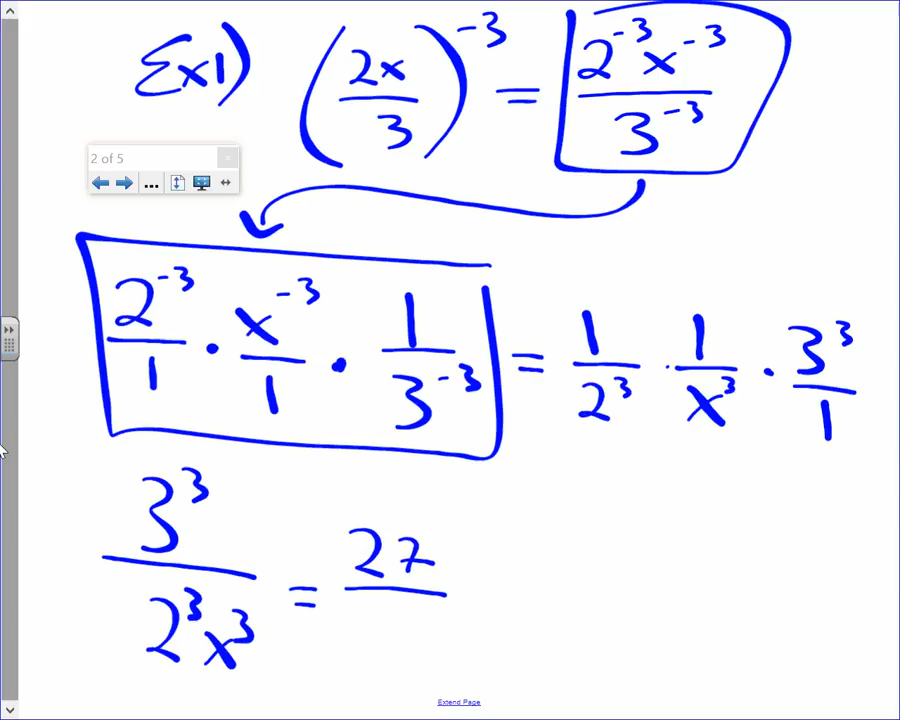 Ex1) (2x/3)^-3 = 2^-3 x^-3 / 3^-3
2 of 5
2^-3/1 · x^-3/1 · 1/3^-3 = 1/2^3 · 1/x^3 · 3^3/1
3^3 / 2^3 x^3 = 27
Extend Page